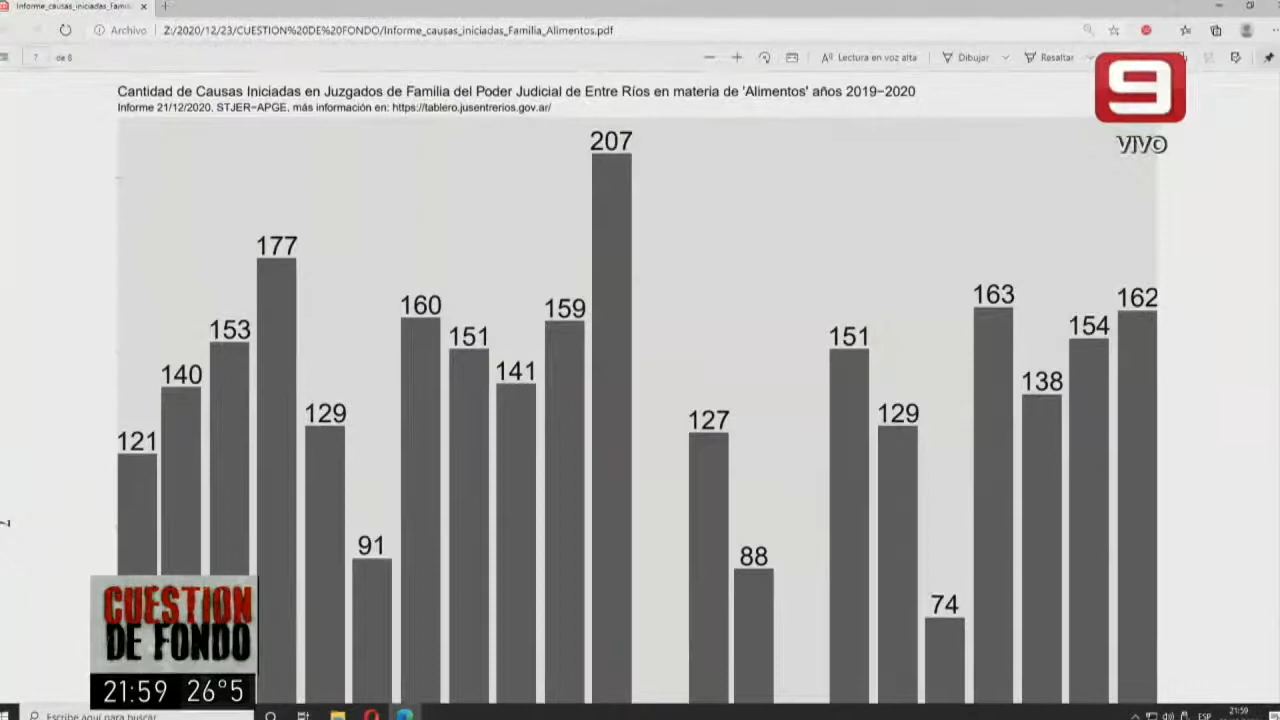 Informe_causas_iniciadas_Famili
Archivo
Z:/2020/12/23/CUESTION%20DE%20FONDO/Informe_causas_iniciadas_Familia_Alimentos.pdf
7 de 8
Lectura en voz alta
Dibujar
Resaltar
Cantidad de Causas Iniciadas en Juzgados de Familia del Poder Judicial de Entre Ríos en materia de 'Alimentos' años 2019−2020
Informe 21/12/2020. STJER−APGE, más información en: https://tablero.jusentrerios.gov.ar/
9
VIVO
121
140
153
177
129
91
160
151
141
159
207
127
88
151
129
74
163
138
154
162
7
CUESTION
DE FONDO
21:59 26°5
Escribe aquí para buscar
ESP
21:59